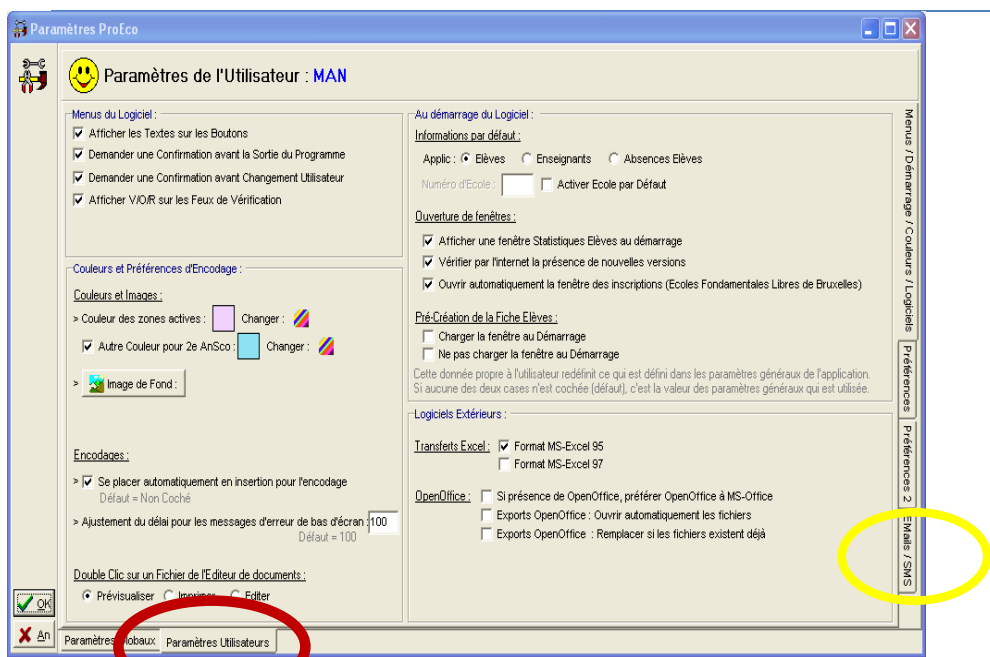 Paramètres ProEco
Paramètres de l'Utilisateur : MAN
Menus du Logiciel :
Afficher les Textes sur les Boutons
Demander une Confirmation avant la Sortie du Programme
Demander une Confirmation avant Changement Utilisateur
Afficher V/O/R sur les Feux de Vérification
Couleurs et Préférences d'Encodage :
Couleurs et Images :
> Couleur des zones actives : Changer :
Autre Couleur pour 2e AnSco : Changer :
> Image de Fond :
Encodages :
> Se placer automatiquement en insertion pour l'encodage
Défaut = Non Coché
> Ajustement du délai pour les messages d'erreur de bas d'écran : 100
Défaut = 100
Double Clic sur un Fichier de l'Editeur de documents :
Prévisualiser Imprimer Editer
Au démarrage du Logiciel :
Informations par défaut :
Applic : Elèves Enseignants Absences Elèves
Numéro d'Ecole : Activer Ecole par Défaut
Ouverture de fenêtres :
Afficher une fenêtre Statistiques Elèves au démarrage
Vérifier par l'internet la présence de nouvelles versions
Ouvrir automatiquement la fenêtre des inscriptions (Ecoles Fondamentales Libres de Bruxelles)
Pré-Création de la Fiche Elèves :
Charger la fenêtre au Démarrage
Ne pas charger la fenêtre au Démarrage
Cette donnée propre à l'utilisateur redéfinit ce qui est défini dans les paramètres généraux de l'application.
Si aucune des deux cases n'est cochée (défaut), c'est la valeur des paramètres généraux qui est utilisée.
Logiciels Extérieurs :
Transferts Excel : Format MS-Excel 95
Format MS-Excel 97
OpenOffice : Si présence de OpenOffice, préférer OpenOffice à MS-Office
Exports OpenOffice : Ouvrir automatiquement les fichiers
Exports OpenOffice : Remplacer si les fichiers existent déjà
Menus / Démarrage / Couleurs / Logiciels
Préférences
Préférences 2
EMails / SMS
OK
An
Paramètres Utilisateurs